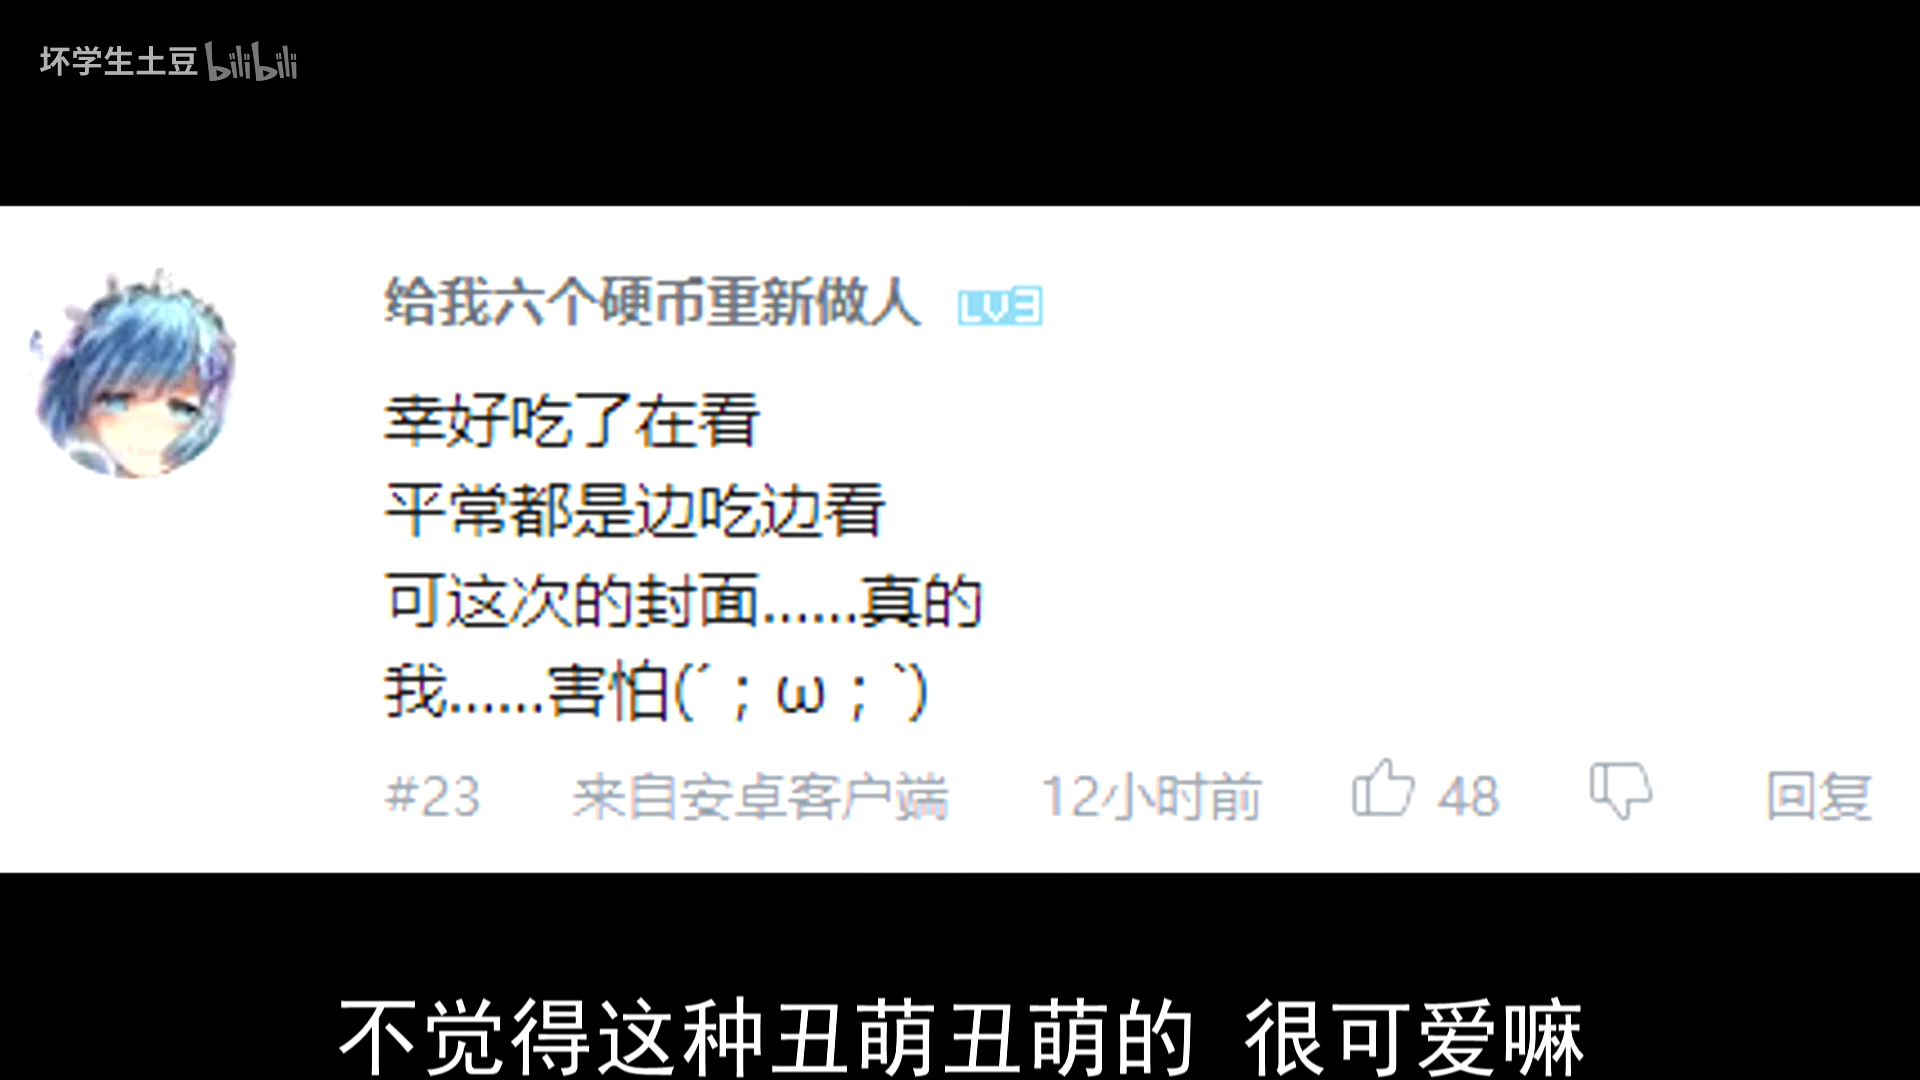 坏学生土豆 bilibili
给我六个硬币重新做人 LV3
幸好吃了在看
平常都是边吃边看
可这次的封面……真的
我……害怕(´；ω；`)
#23 来自安卓客户端 12小时前 48 回复
不觉得这种丑萌丑萌的 很可爱嘛